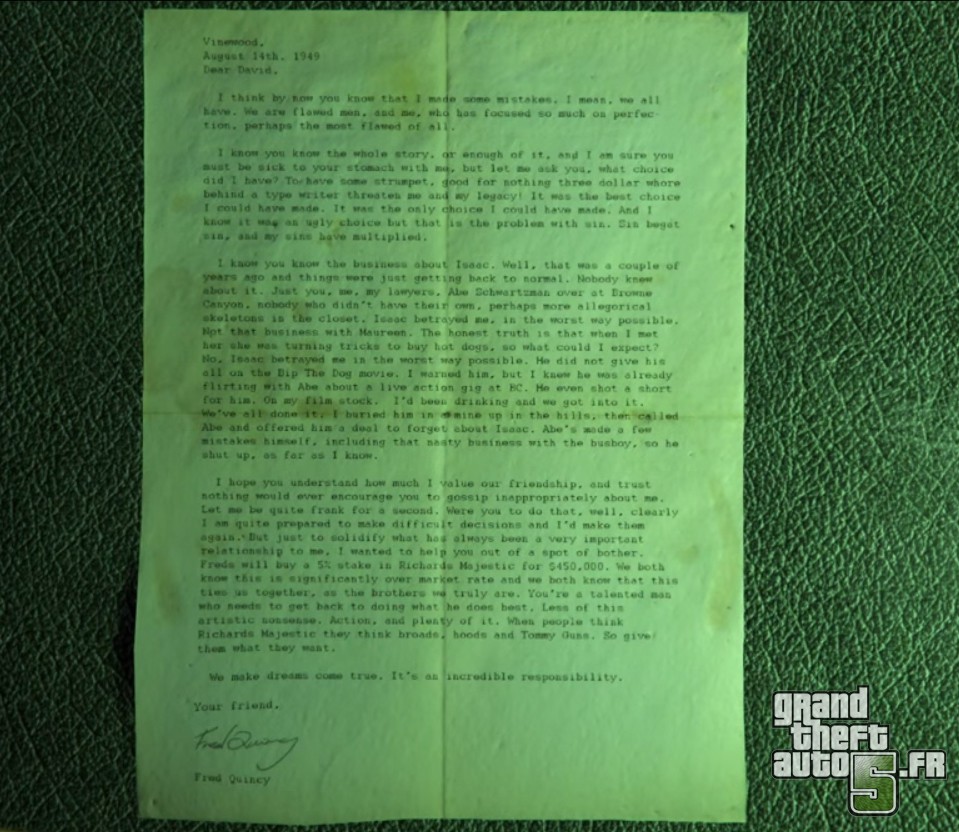 Vinewood,
August 14th, 1949
Dear David,
I think by now you know that I made some mistakes. I mean, we all
have. We are flawed men, and me, who has focused so much on perfec-
tion, perhaps the most flawed of all.
I know you know the whole story, or enough of it, and I am sure you
must be sick to your stomach with me, but let me ask you, what choice
did I have? To have some strumpet, good for nothing three dollar whore
behind a type writer threaten me and my legacy! It was the best choice
I could have made. It was the only choice I could have made. And I
know it was an ugly choice but that is the problem with sin. Sin begat
sin, and my sins have multiplied.
I know you know the business about Isaac. Well, that was a couple of
years ago and things were just getting back to normal. Nobody knew
about it. Just you, me, my lawyers, Abe Schwartzman over at Browne
Canyon, nobody who didn't have their own, perhaps more allegorical
skeletons in the closet. Isaac betrayed me, in the worst way possible.
Not that business with Maureen. The honest truth is that when I met
her she was turning tricks to buy hot dogs, so what could I expect?
No, Isaac betrayed me in the worst way possible. He did not give his
all on the Dip The Dog movie. I warned him, but I knew he was already
flirting with Abe about a live action gig at BC. He even shot a short
for him. On my film stock. I'd been drinking and we got into it.
We've all done it. I buried him in a mine up in the hills, then called
Abe and offered him a deal to forget about Isaac. Abe's made a few
mistakes himself, including that nasty business with the busboy, so he
shut up, as far as I know.
I hope you understand how much I value our friendship, and trust
nothing would ever encourage you to gossip inappropriately about me.
Let me be quite frank for a second. Were you to do that, well, clearly
I am quite prepared to make difficult decisions and I'd make them
again. But just to solidify what has always been a very important
relationship to me, I wanted to help you out of a spot of bother.
Freds will buy a 5% stake in Richards Majestic for $450,000. We both
know this is significantly over market rate and we both know that this
ties us together, as the brothers we truly are. You're a talented man
who needs to get back to doing what he does best. Less of this
artistic nonsense. Action, and plenty of it. When people think
Richards Majestic they think broads, hoods and Tommy Guns. So give
them what they want.
We make dreams come true. It's an incredible responsibility.
Your friend,
Fred Quincy
Fred Quincy
grand
theft
auto 5 .FR